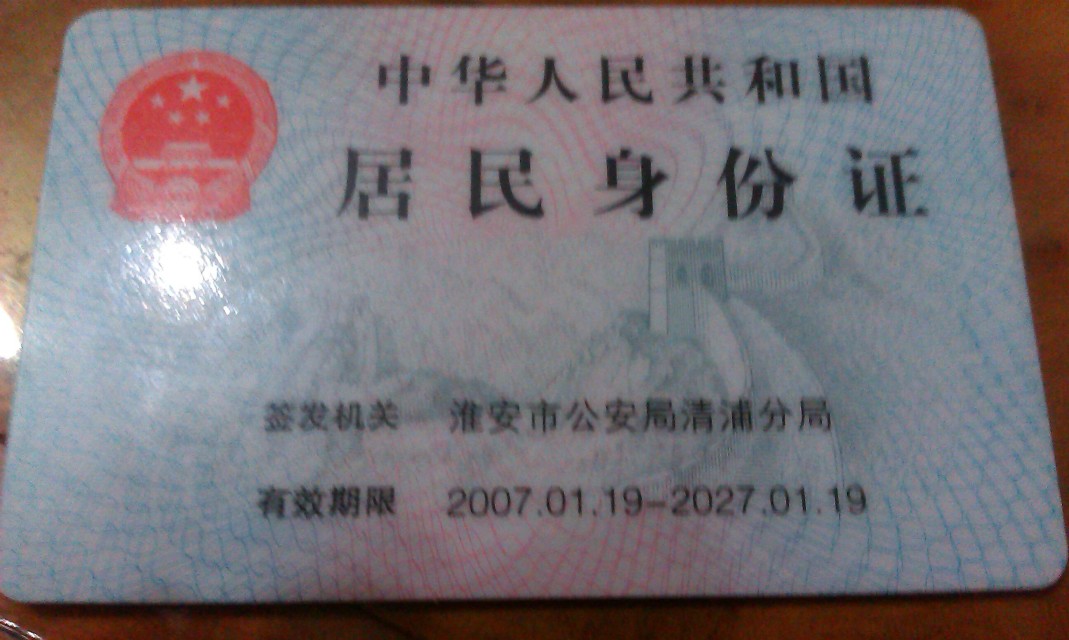 中华人民共和国
居民身份证
签发机关 淮安市公安局清浦分局
有效期限 2007.01.19-2027.01.19